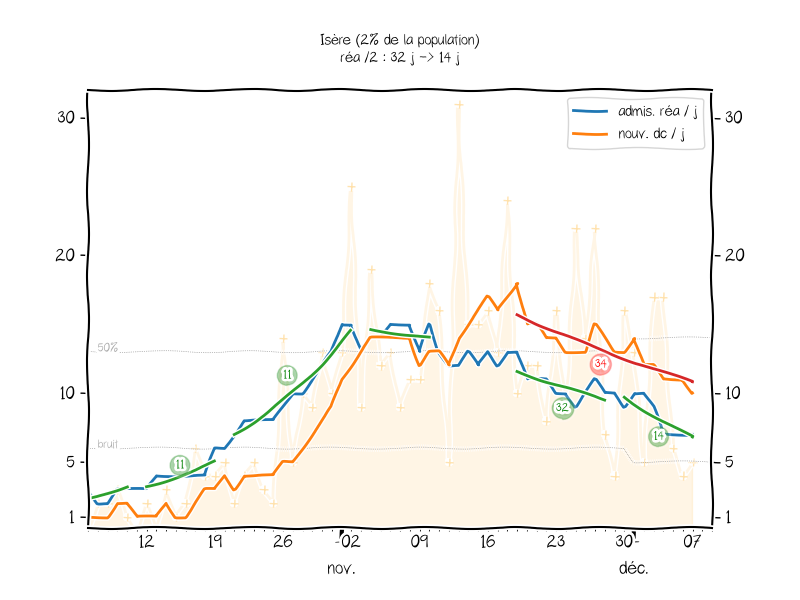 Isère (2% de la population)
réa /2 : 32 j -> 14 j
admis. réa / j
nouv. dc / j
30 30
20 20
50%
11
34
10 10
32
bruit
14
11
5 5
1 1
12 19 26 02 09 16 23 30 07
nov. déc.